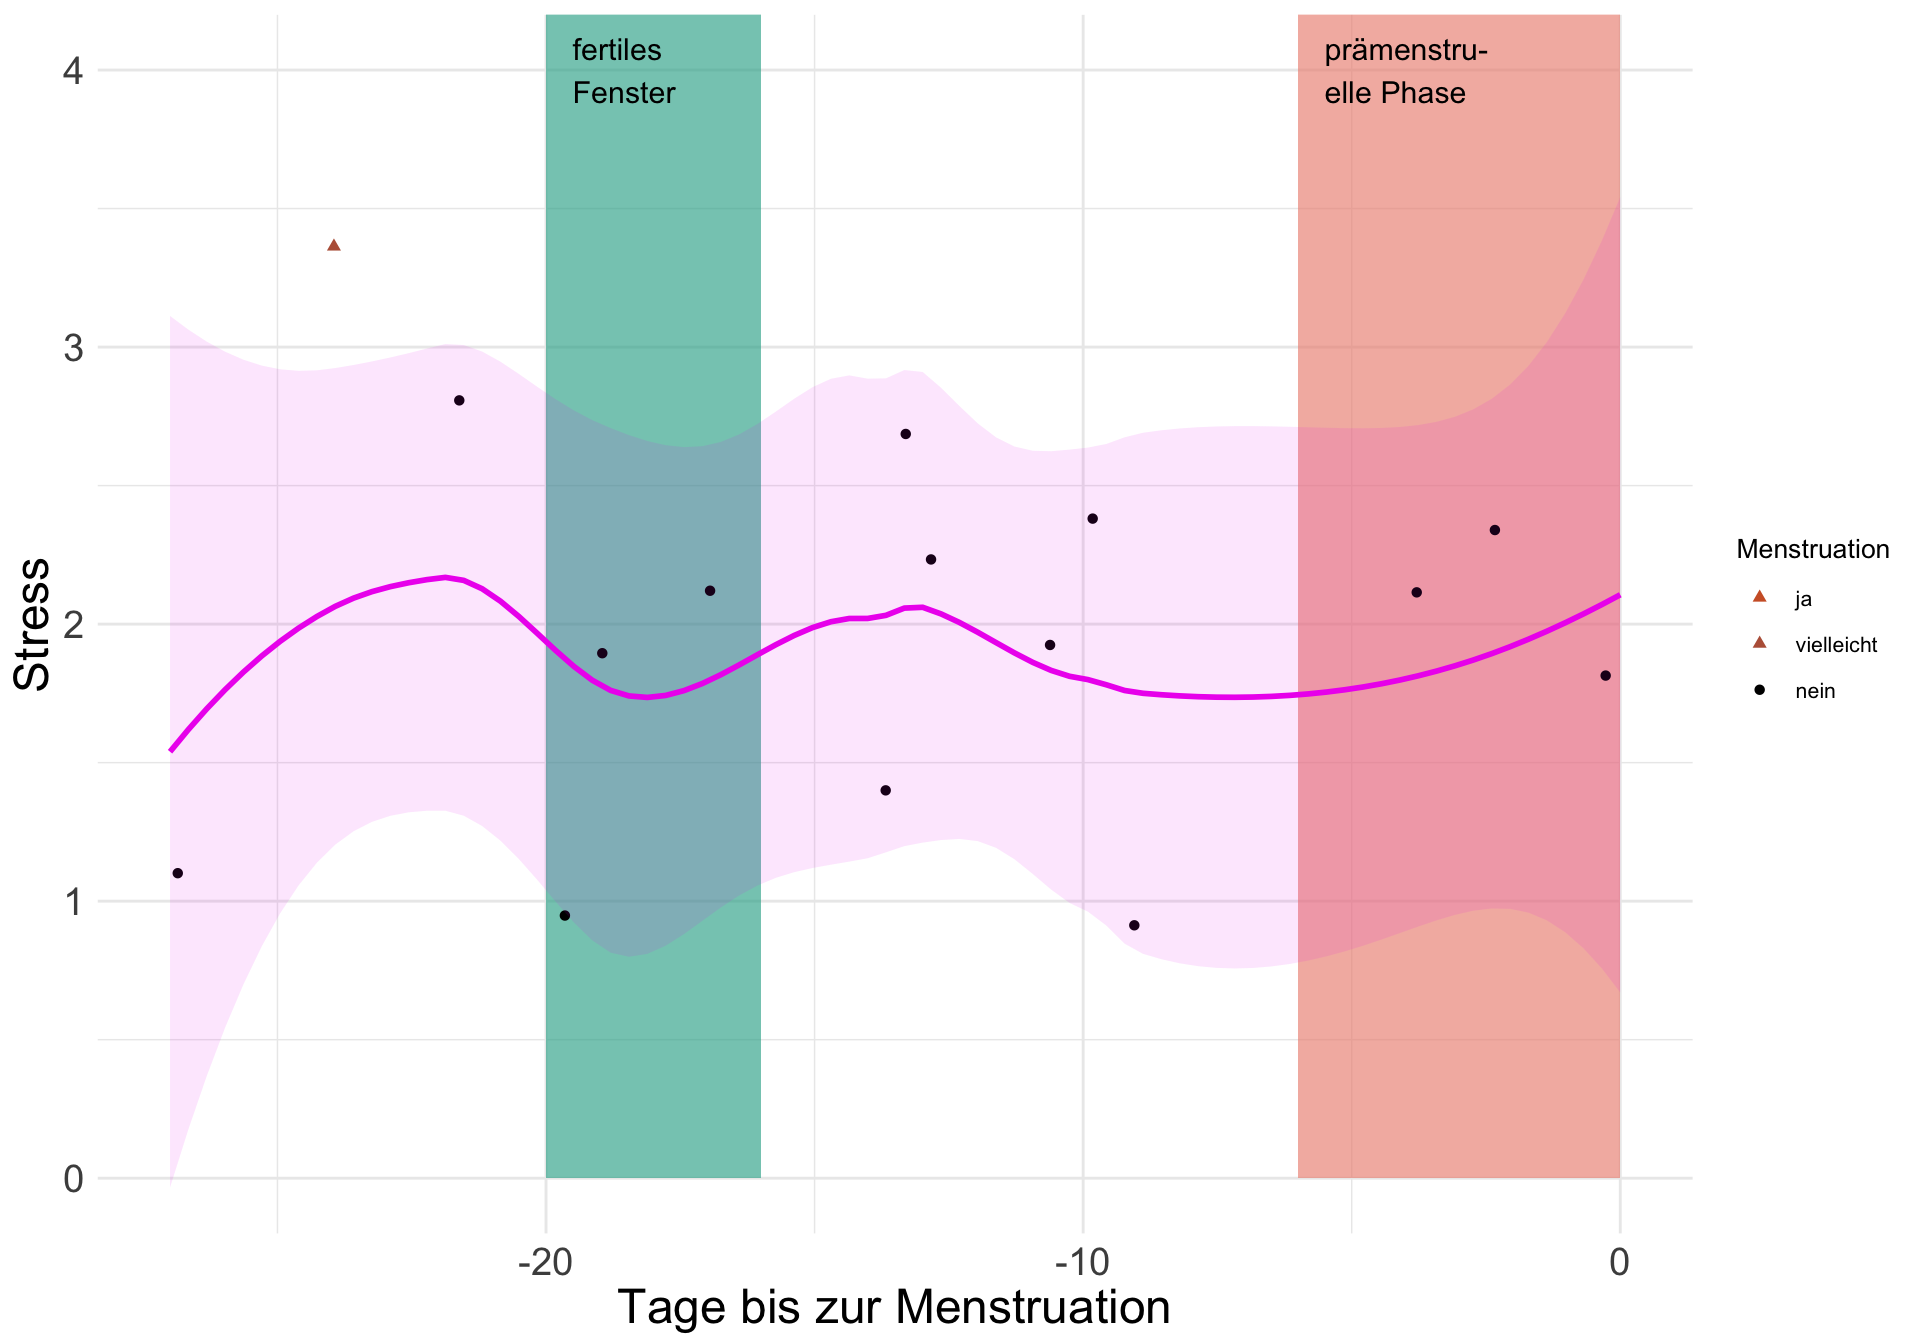 fertiles
Fenster
prämenstru-
elle Phase
4
3
2
1
0
Stress
-20
-10
0
Tage bis zur Menstruation
Menstruation
ja
vielleicht
nein